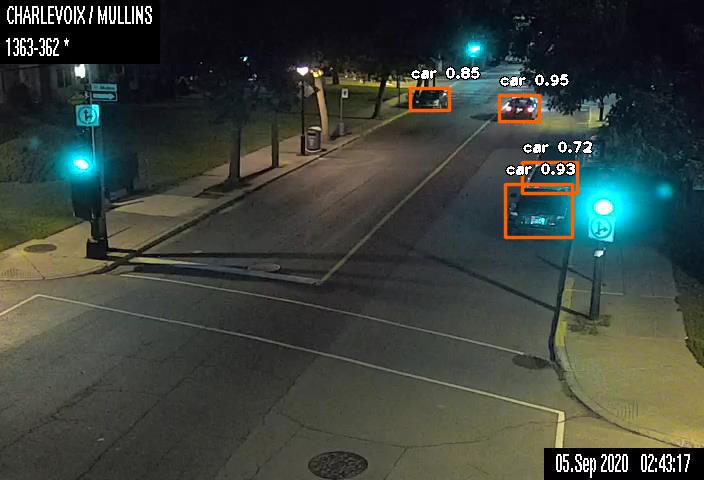 CHARLEVOIX / MULLINS
1363-362 *
car 0.85
car 0.95
car 0.72
car 0.93
05.Sep 2020 02:43:17